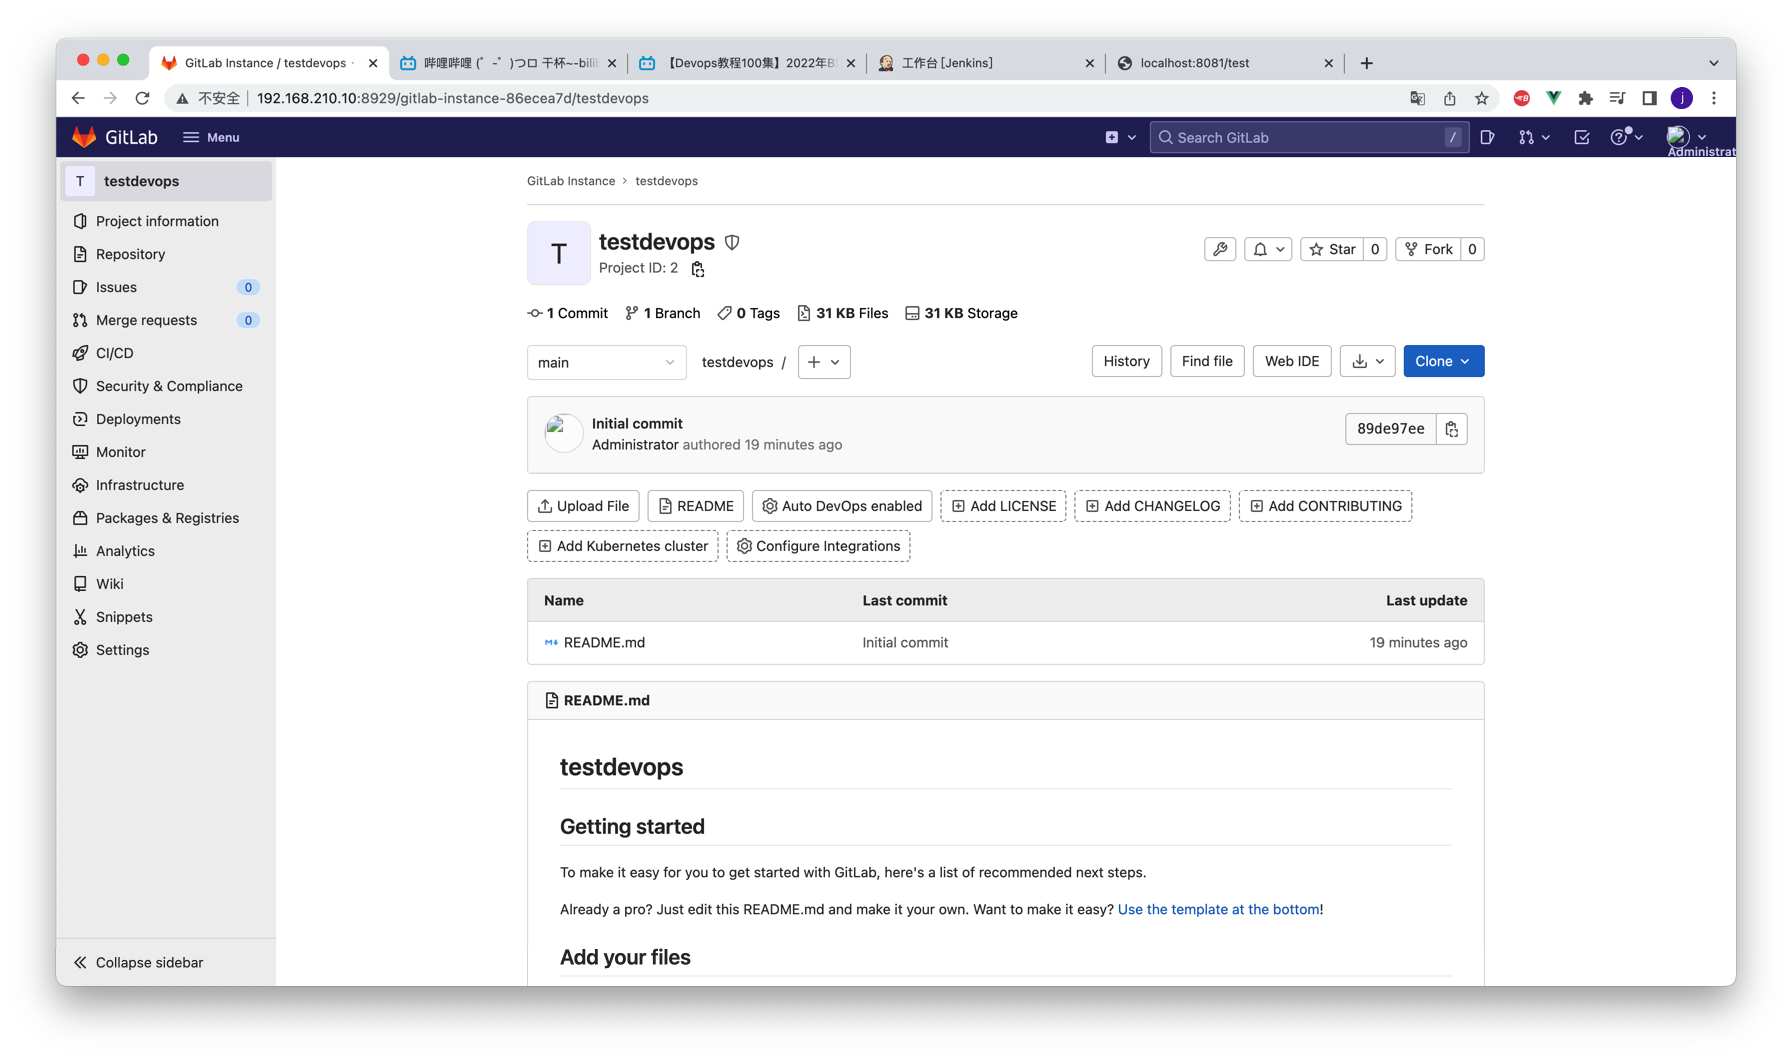 GitLab Instance / testdevops ·
哔哩哔哩 (゜-゜)つロ 干杯~-bili
【Devops教程100集】2022年B
工作台 [Jenkins]
localhost:8081/test
不安全
192.168.210.10:8929/gitlab-instance-86ecea7d/testdevops
j
GitLab
Menu
Search GitLab
/
Administrat
T
testdevops
Project information
Repository
Issues 0
Merge requests 0
CI/CD
Security & Compliance
Deployments
Monitor
Infrastructure
Packages & Registries
Analytics
Wiki
Snippets
Settings
Collapse sidebar
GitLab Instance › testdevops
T
testdevops
Project ID: 2
Star 0
Fork 0
1 Commit 1 Branch 0 Tags 31 KB Files 31 KB Storage
main
testdevops /
History
Find file
Web IDE
Clone
Initial commit
Administrator authored 19 minutes ago
89de97ee
Upload File
README
Auto DevOps enabled
Add LICENSE
Add CHANGELOG
Add CONTRIBUTING
Add Kubernetes cluster
Configure Integrations
Name Last commit Last update
README.md Initial commit 19 minutes ago
README.md
testdevops
Getting started
To make it easy for you to get started with GitLab, here's a list of recommended next steps.
Already a pro? Just edit this README.md and make it your own. Want to make it easy? Use the template at the bottom!
Add your files